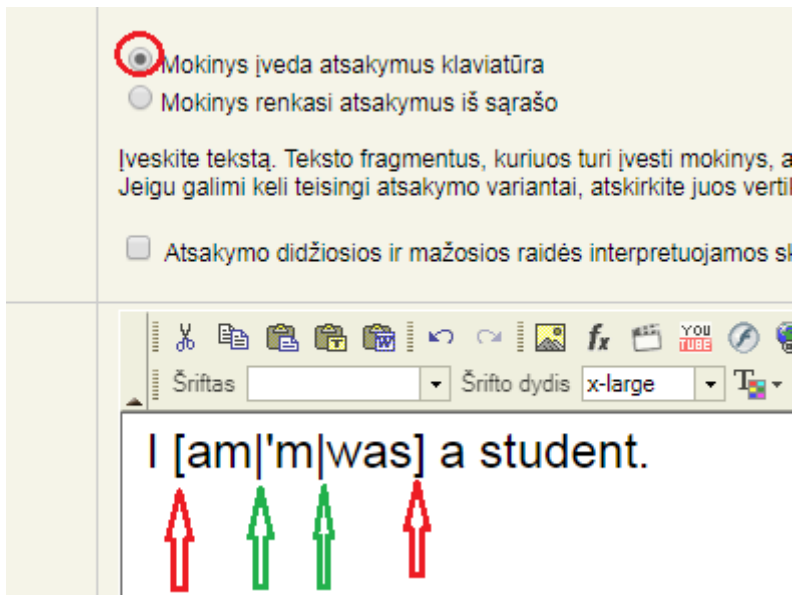 Mokinys įveda atsakymus klaviatūra
Mokinys renkasi atsakymus iš sąrašo
Įveskite tekstą. Teksto fragmentus, kuriuos turi įvesti mokinys,
Jeigu galimi keli teisingi atsakymo variantai, atskirkite juos
Atsakymo didžiosios ir mažosios raidės interpretuojamos
YOU TUBE
Šriftas Šrifto dydis x-large
I [am|'m|was] a student.